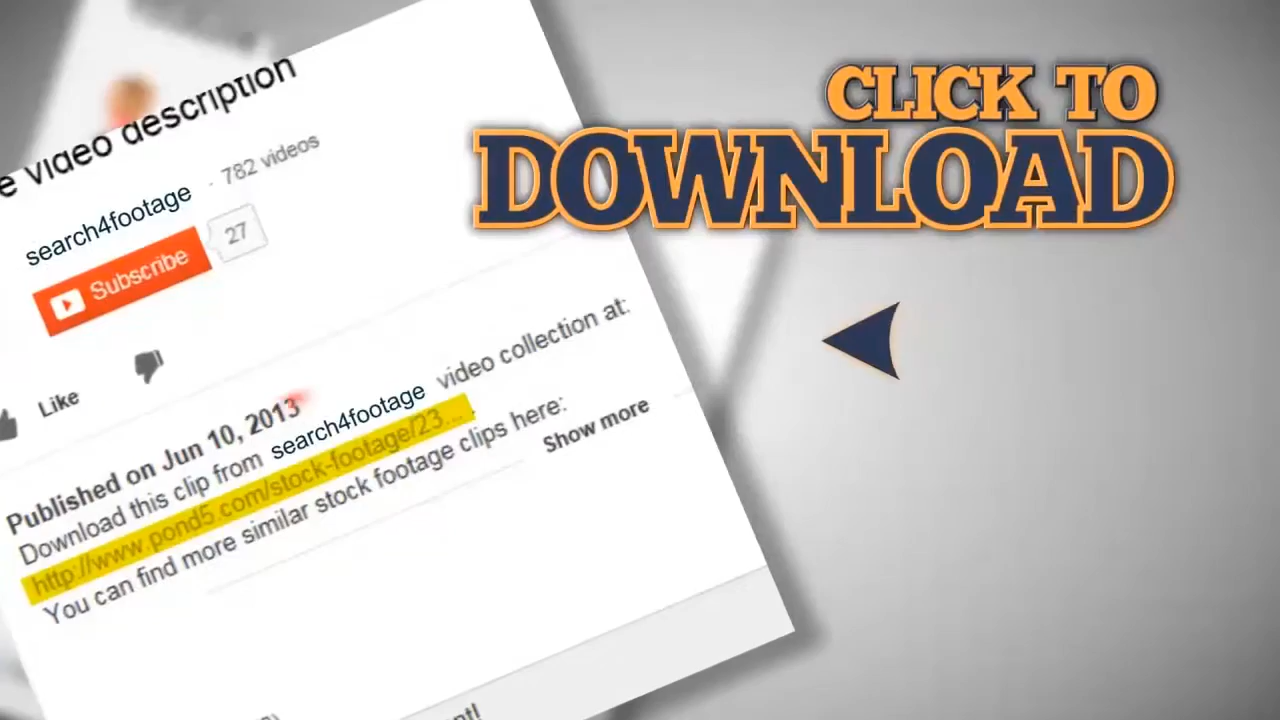 CLICK TO
DOWNLOAD
e video description
search4footage · 782 videos
Subscribe 27
Like
Published on Jun 10, 2013
Download this clip from search4footage video collection at:
http://www.pond5.com/stock-footage/23... .
You can find more similar stock footage clips here:
Show more